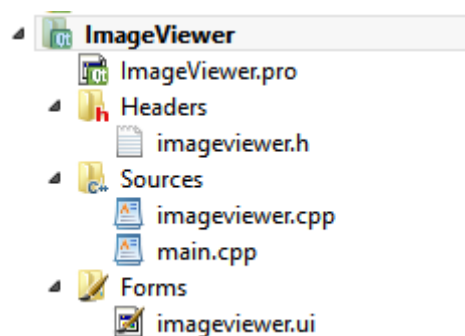 ImageViewer
ImageViewer.pro
Headers
imageviewer.h
Sources
imageviewer.cpp
main.cpp
Forms
imageviewer.ui